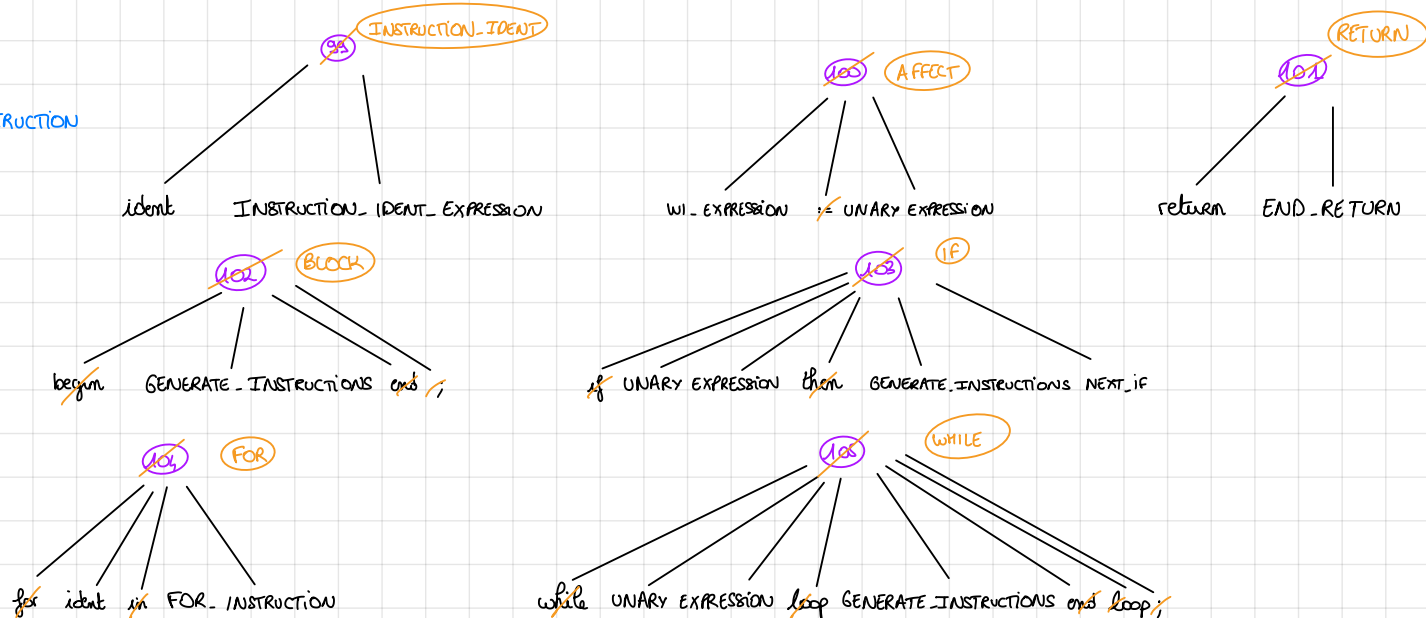 INSTRUCTION_IDENT
99
RETURN
100 AFFECT
101
RUCTION
ident INSTRUCTION_IDENT_EXPRESSION
WI_EXPRESSION := UNARY EXPRESSION
return END_RETURN
102 BLOCK
103 IF
begin GENERATE_INSTRUCTIONS end ;
if UNARY EXPRESSION then GENERATE_INSTRUCTIONS NEXT_IF
104 FOR
105 WHILE
for ident in FOR_INSTRUCTION
while UNARY EXPRESSION loop GENERATE_INSTRUCTIONS end loop ;